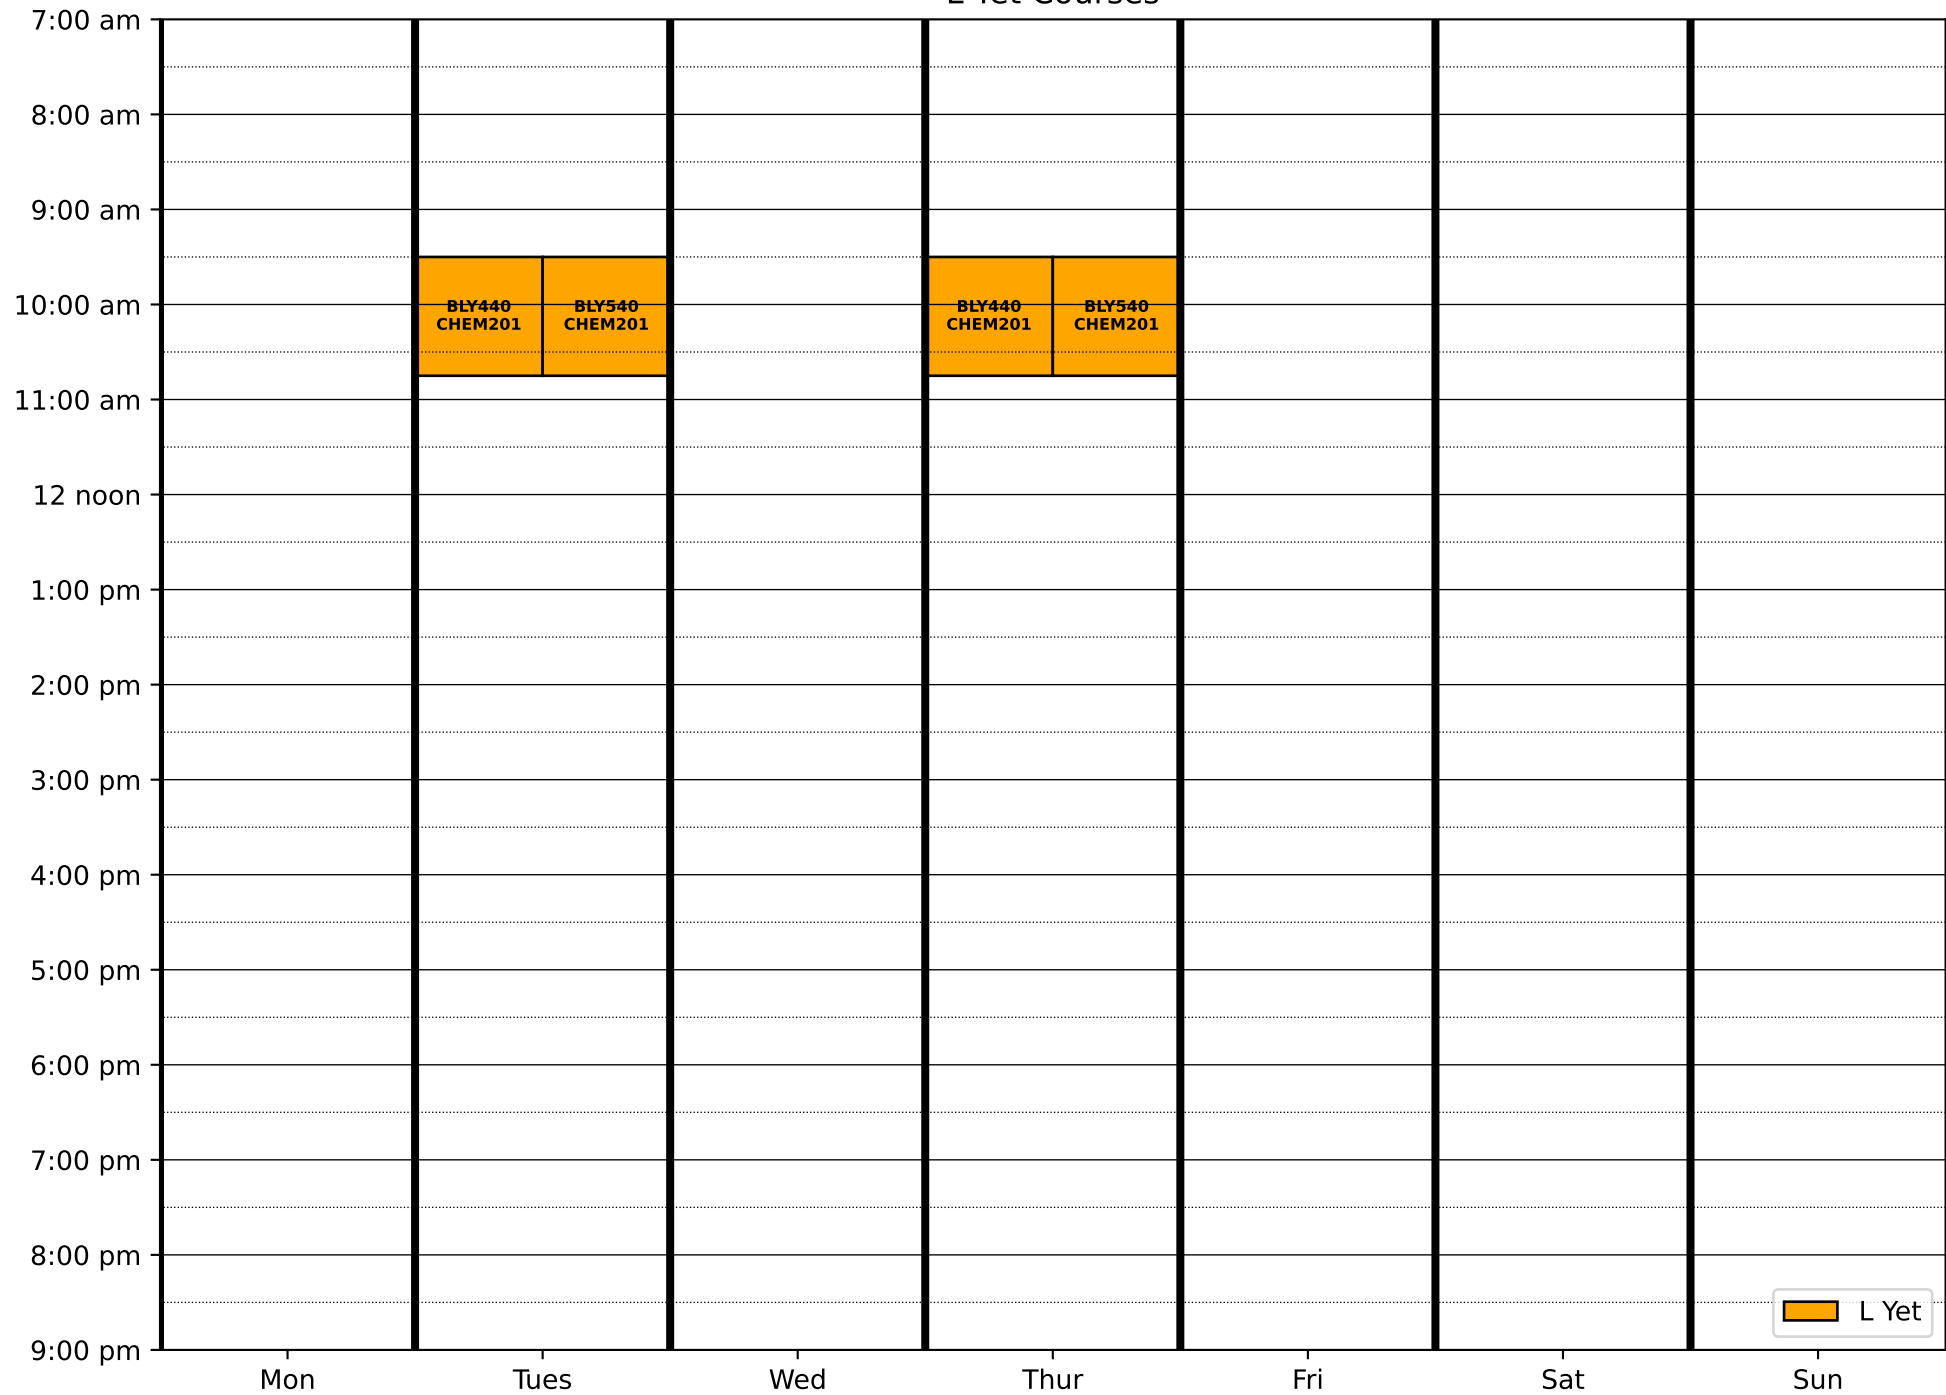 L Yet Courses
7:00 am
8:00 am
9:00 am
10:00 am
11:00 am
12 noon
1:00 pm
2:00 pm
3:00 pm
4:00 pm
5:00 pm
6:00 pm
7:00 pm
8:00 pm
9:00 pm
BLY440
CHEM201
BLY540
CHEM201
BLY440
CHEM201
BLY540
CHEM201
L Yet
Mon Tues Wed Thur Fri Sat Sun